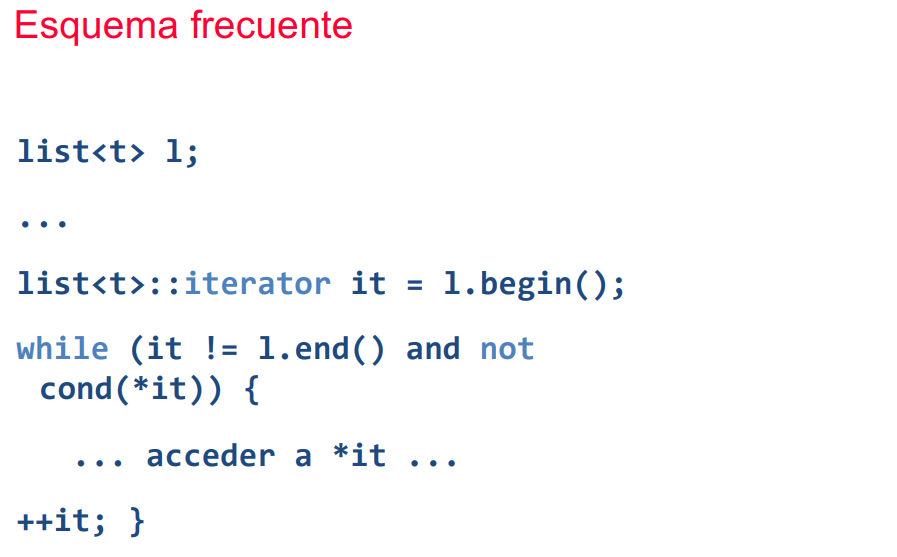 Esquema frecuente
list<t> l;
...
list<t>::iterator it = l.begin();
while (it != l.end() and not
cond(*it)) {
... acceder a *it ...
++it; }